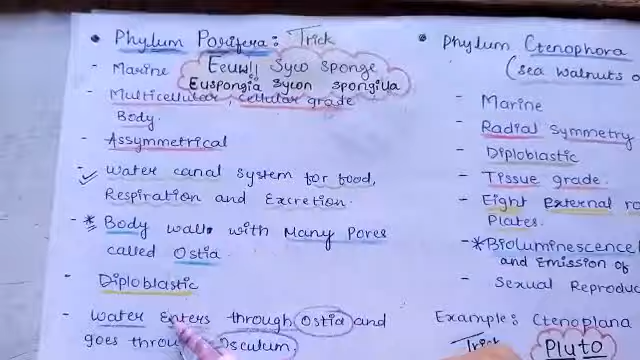 • Phylum Porifera: Trick
Eeuw!! Syco Sponge
Euspongia Sycon Spongilla
- Marine
- Multicellular, cellular grade
Body.
- Assymmetrical
- Water canal system for food,
Respiration and Excretion.
* Body wall with Many Pores
called Ostia
- Diploblastic
- Water Enters through Ostia and
goes through Osculum
• Phylum Ctenophora
(sea walnuts
- Marine
- Radial Symmetry
- Diploblastic
- Tissue grade.
- Eight External
Plates.
-* Bioluminescence
and Emission of
- Sexual
Example: Ctenoplana
Trick
Pluto